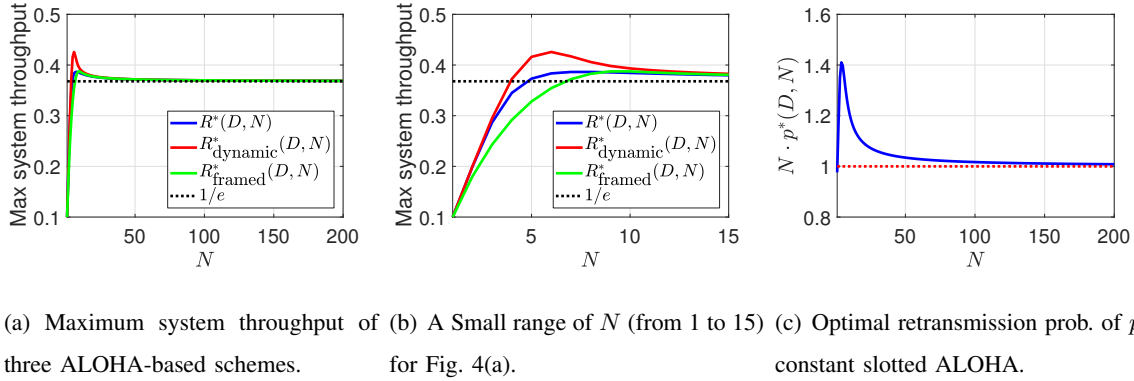 0.5
0.4
0.3
0.2
0.1
Max system throughput
R*(D, N)
R*dynamic(D, N)
R*framed(D, N)
1/e
50 100 150 200
N
0.5
0.4
0.3
0.2
0.1
Max system throughput
R*(D, N)
R*dynamic(D, N)
R*framed(D, N)
1/e
5 10 15
N
1.6
1.4
1.2
1
0.8
N · p*(D, N)
50 100 150 200
N
(a) Maximum system throughput of
three ALOHA-based schemes.
(b) A Small range of N (from 1 to 15)
for Fig. 4(a).
(c) Optimal retransmission prob. of p
constant slotted ALOHA.